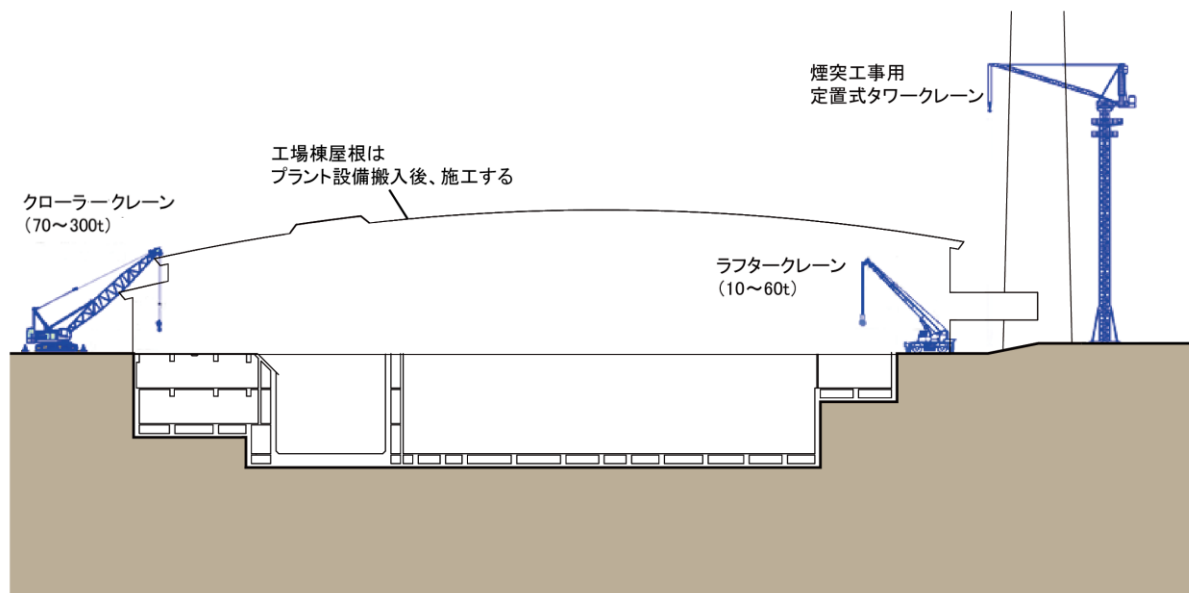 煙突工事用
定置式タワークレーン
工場棟屋根は
プラント設備搬入後、施工する
クローラークレーン
（70～300t）
ラフタークレーン
（10～60t）